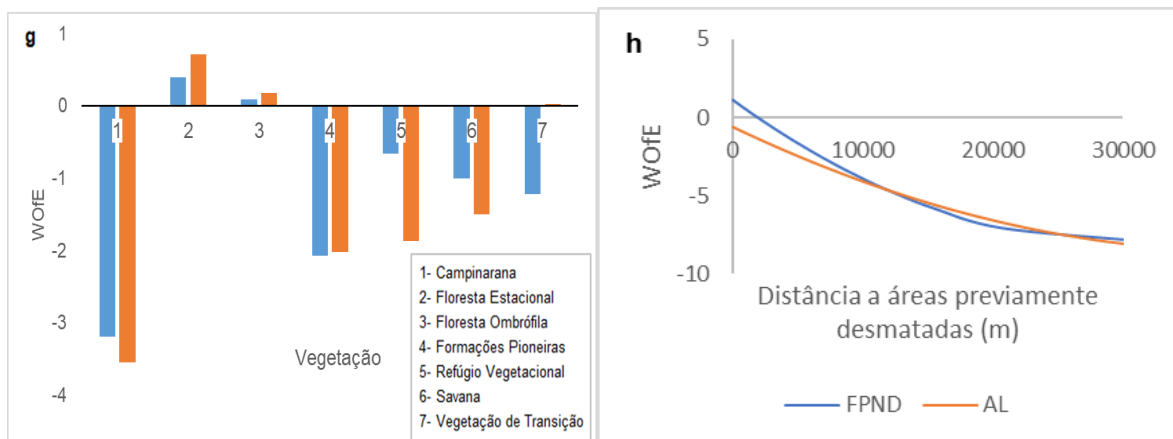 g
1
0
-1
-2
-3
-4
WOfE
1
2
3
4
5
6
7
Vegetação
1- Campinarana
2- Floresta Estacional
3- Floresta Ombrófila
4- Formações Pioneiras
5- Refúgio Vegetacional
6- Savana
7- Vegetação de Transição
h
5
0
-5
-10
WOfE
0
10000
20000
30000
Distância a áreas previamente
desmatadas (m)
FPND
AL